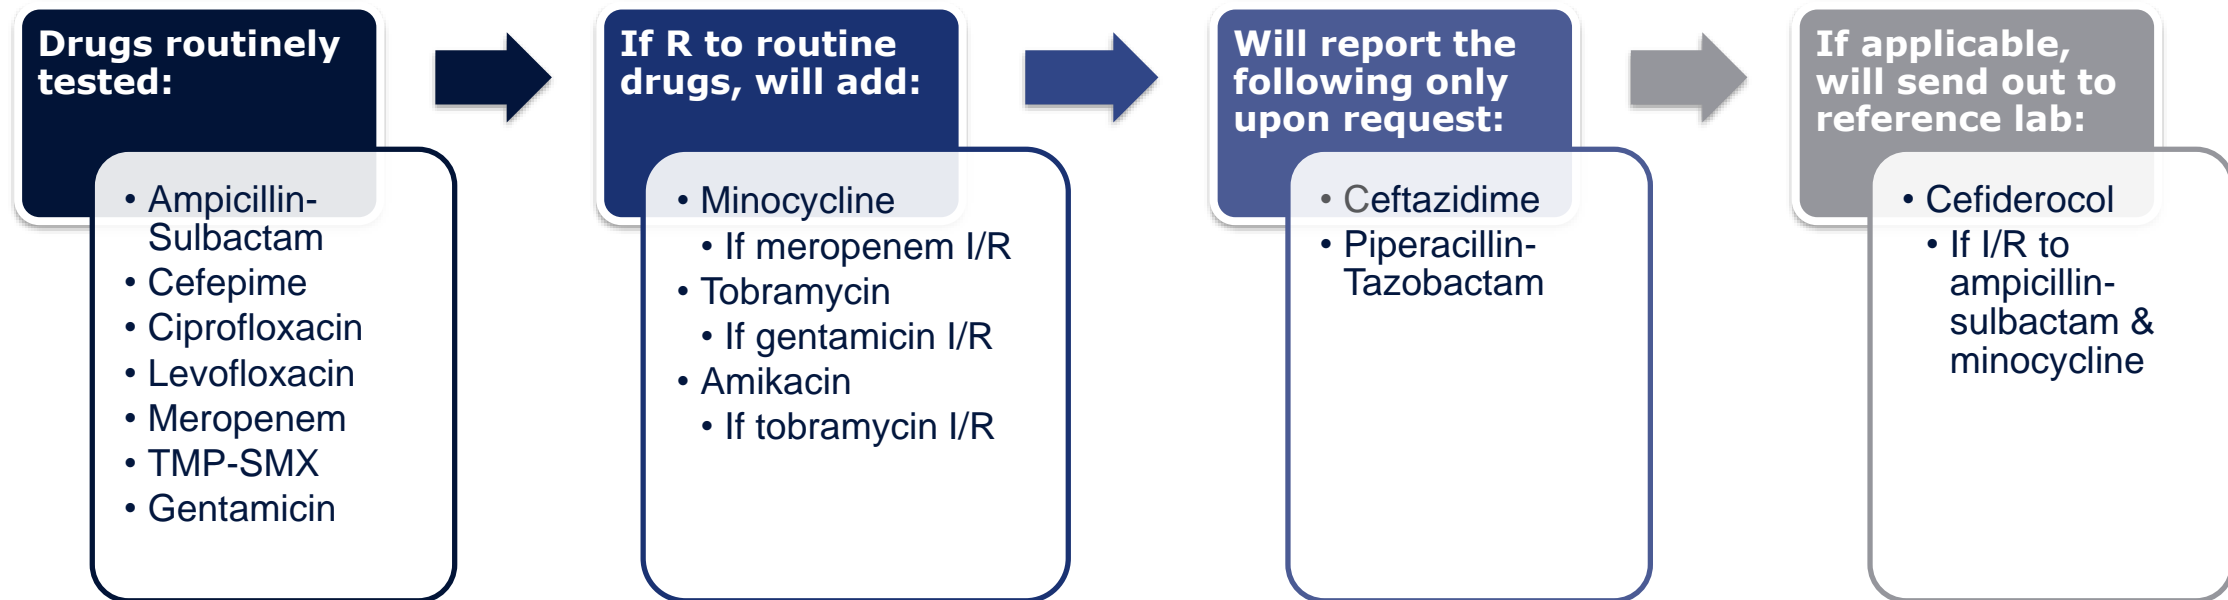 Drugs routinely
tested:
• Ampicillin-
Sulbactam
• Cefepime
• Ciprofloxacin
• Levofloxacin
• Meropenem
• TMP-SMX
• Gentamicin
If R to routine
drugs, will add:
• Minocycline
• If meropenem I/R
• Tobramycin
• If gentamicin I/R
• Amikacin
• If tobramycin I/R
Will report the
following only
upon request:
• Ceftazidime
• Piperacillin-
Tazobactam
If applicable,
will send out to
reference lab:
• Cefiderocol
• If I/R to
ampicillin-
sulbactam &
minocycline